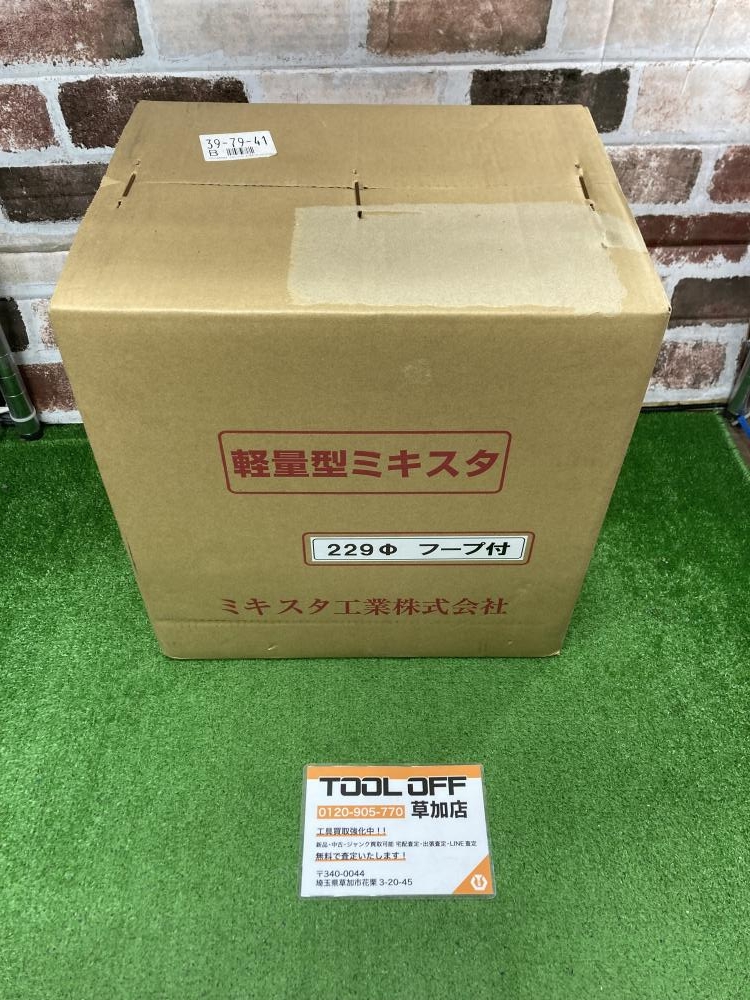 39-79-41
B
軽量型ミキスタ
229Φ フープ付
ミキスタ工業株式会社
TOOL OFF
0120-905-770 草加店
工具買取強化中！！
新品・中古・ジャンク買取可能 宅配査定・出張査定・LINE査定
無料で査定いたします！
〒340-0044
埼玉県草加市花栗3-20-45